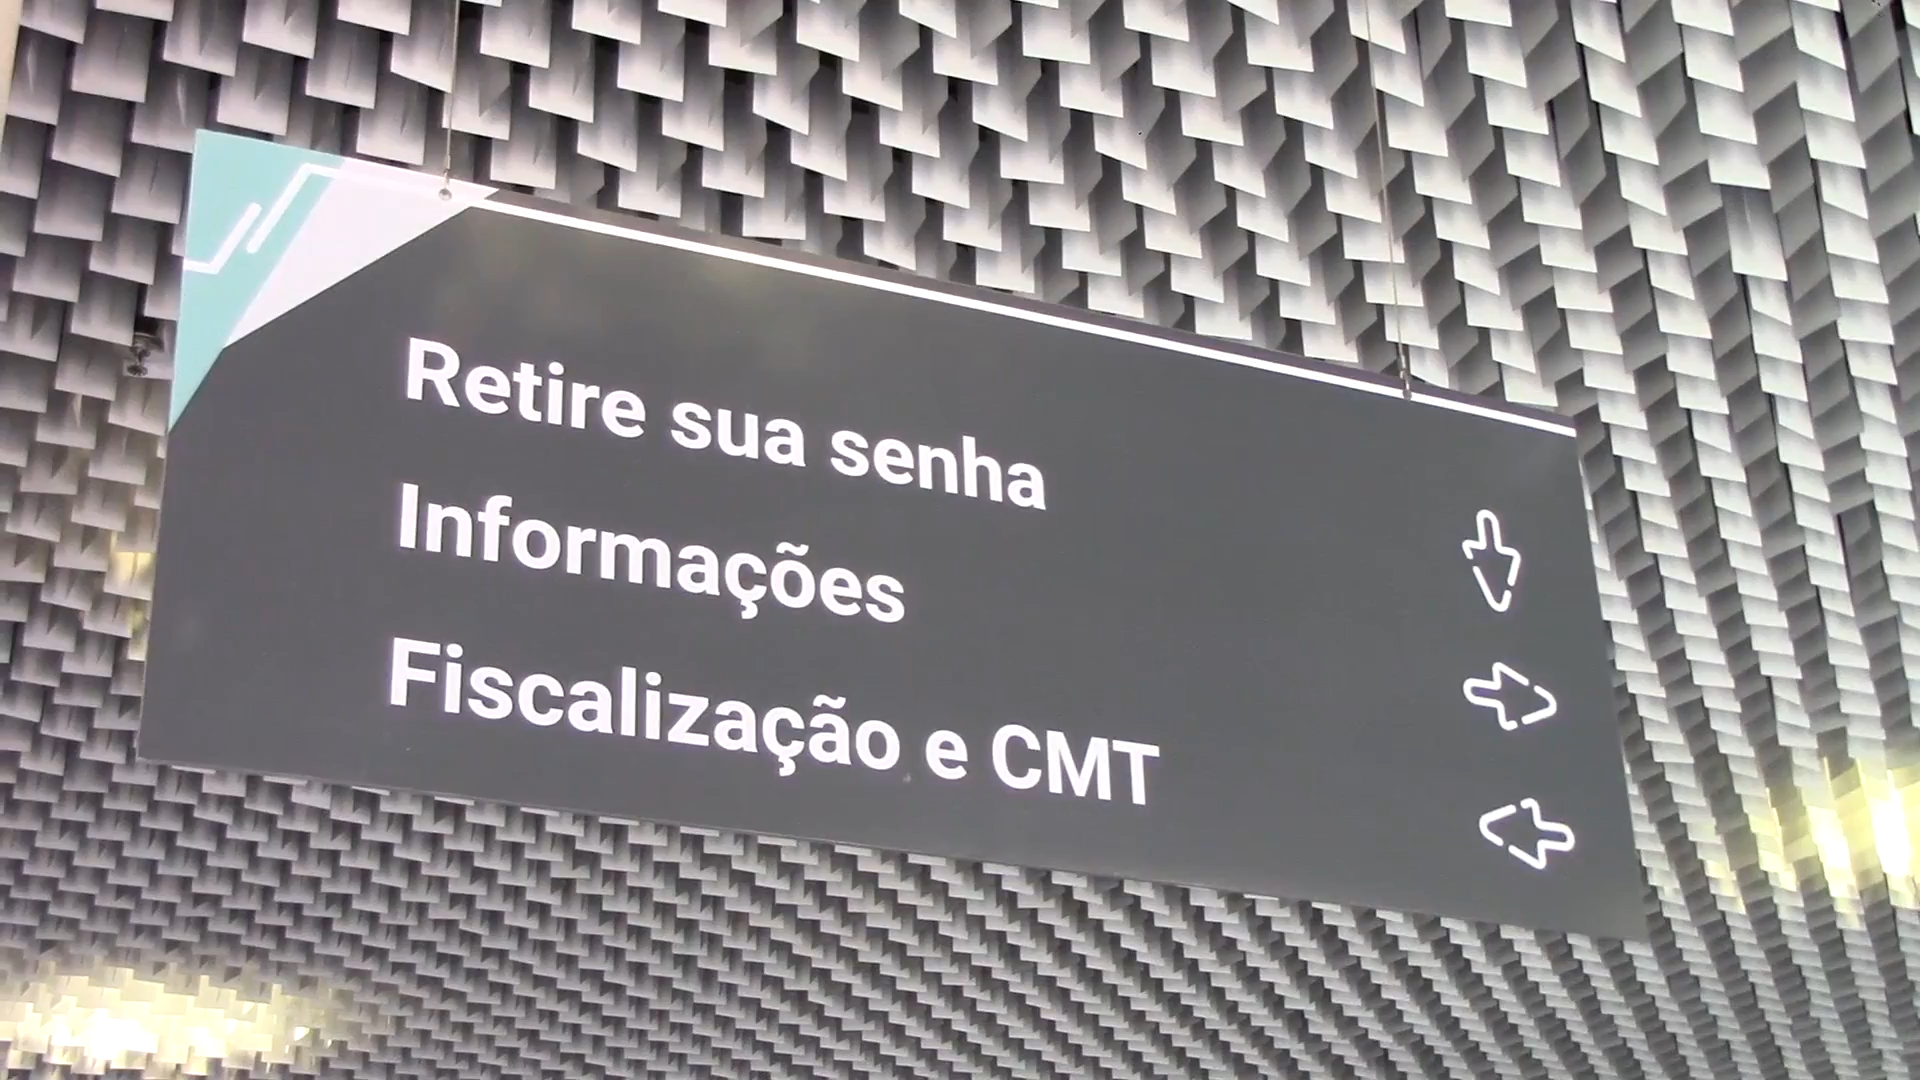 Retire sua senha
Informações
Fiscalização e CMT